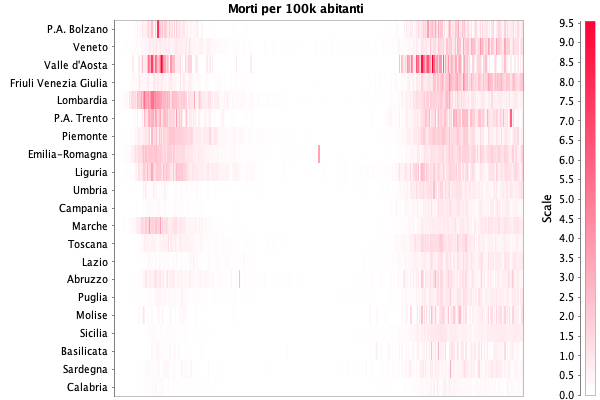 Morti per 100k abitanti
P.A. Bolzano
Veneto
Valle d'Aosta
Friuli Venezia Giulia
Lombardia
P.A. Trento
Piemonte
Emilia-Romagna
Liguria
Umbria
Campania
Marche
Toscana
Lazio
Abruzzo
Puglia
Molise
Sicilia
Basilicata
Sardegna
Calabria
Scale
9.5
9.0
8.5
8.0
7.5
7.0
6.5
6.0
5.5
5.0
4.5
4.0
3.5
3.0
2.5
2.0
1.5
1.0
0.5
0.0